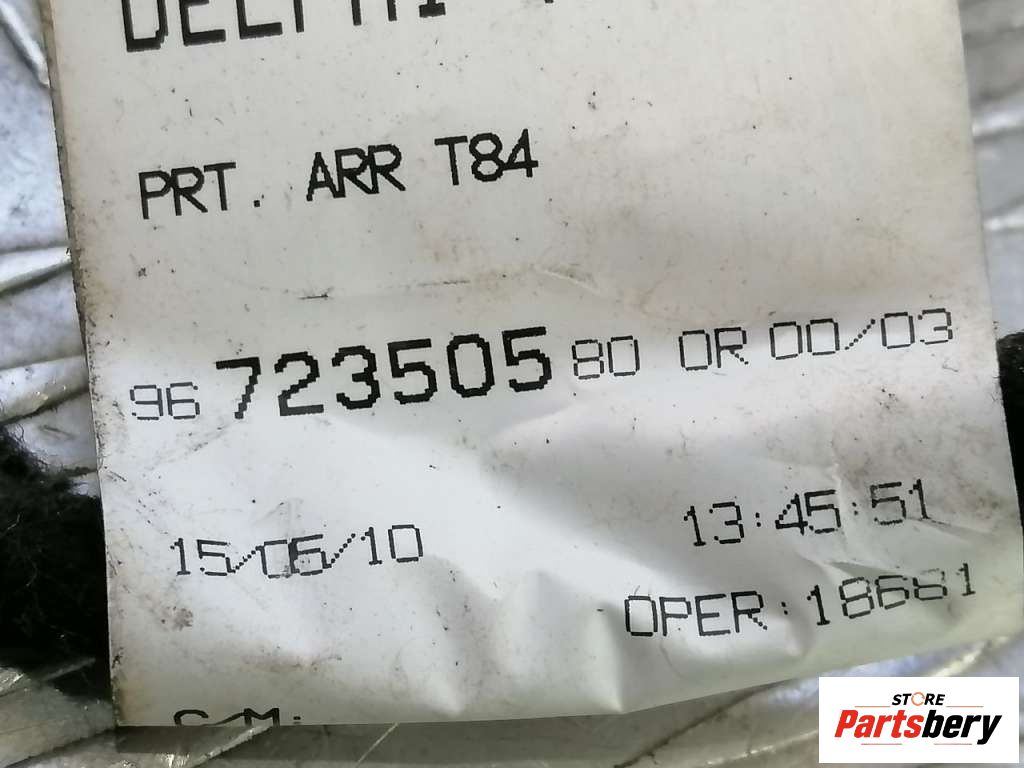 DELPHI
PRT. ARR T84
96 723505 80 OR 00/03
15/06/10 13:45:51
OPER:18681
C/M:
STORE
Partsbery